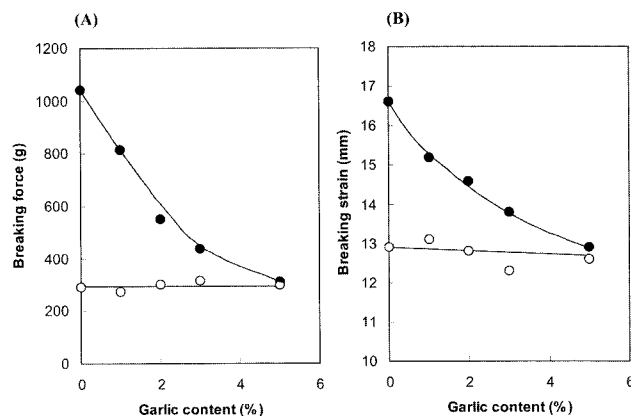 (A)
1200
1000
800
600
400
200
0
Breaking force (g)
0 2 4 6
Garlic content (%)
(B)
18
17
16
15
14
13
12
11
10
Breaking strain (mm)
0 2 4 6
Garlic content (%)